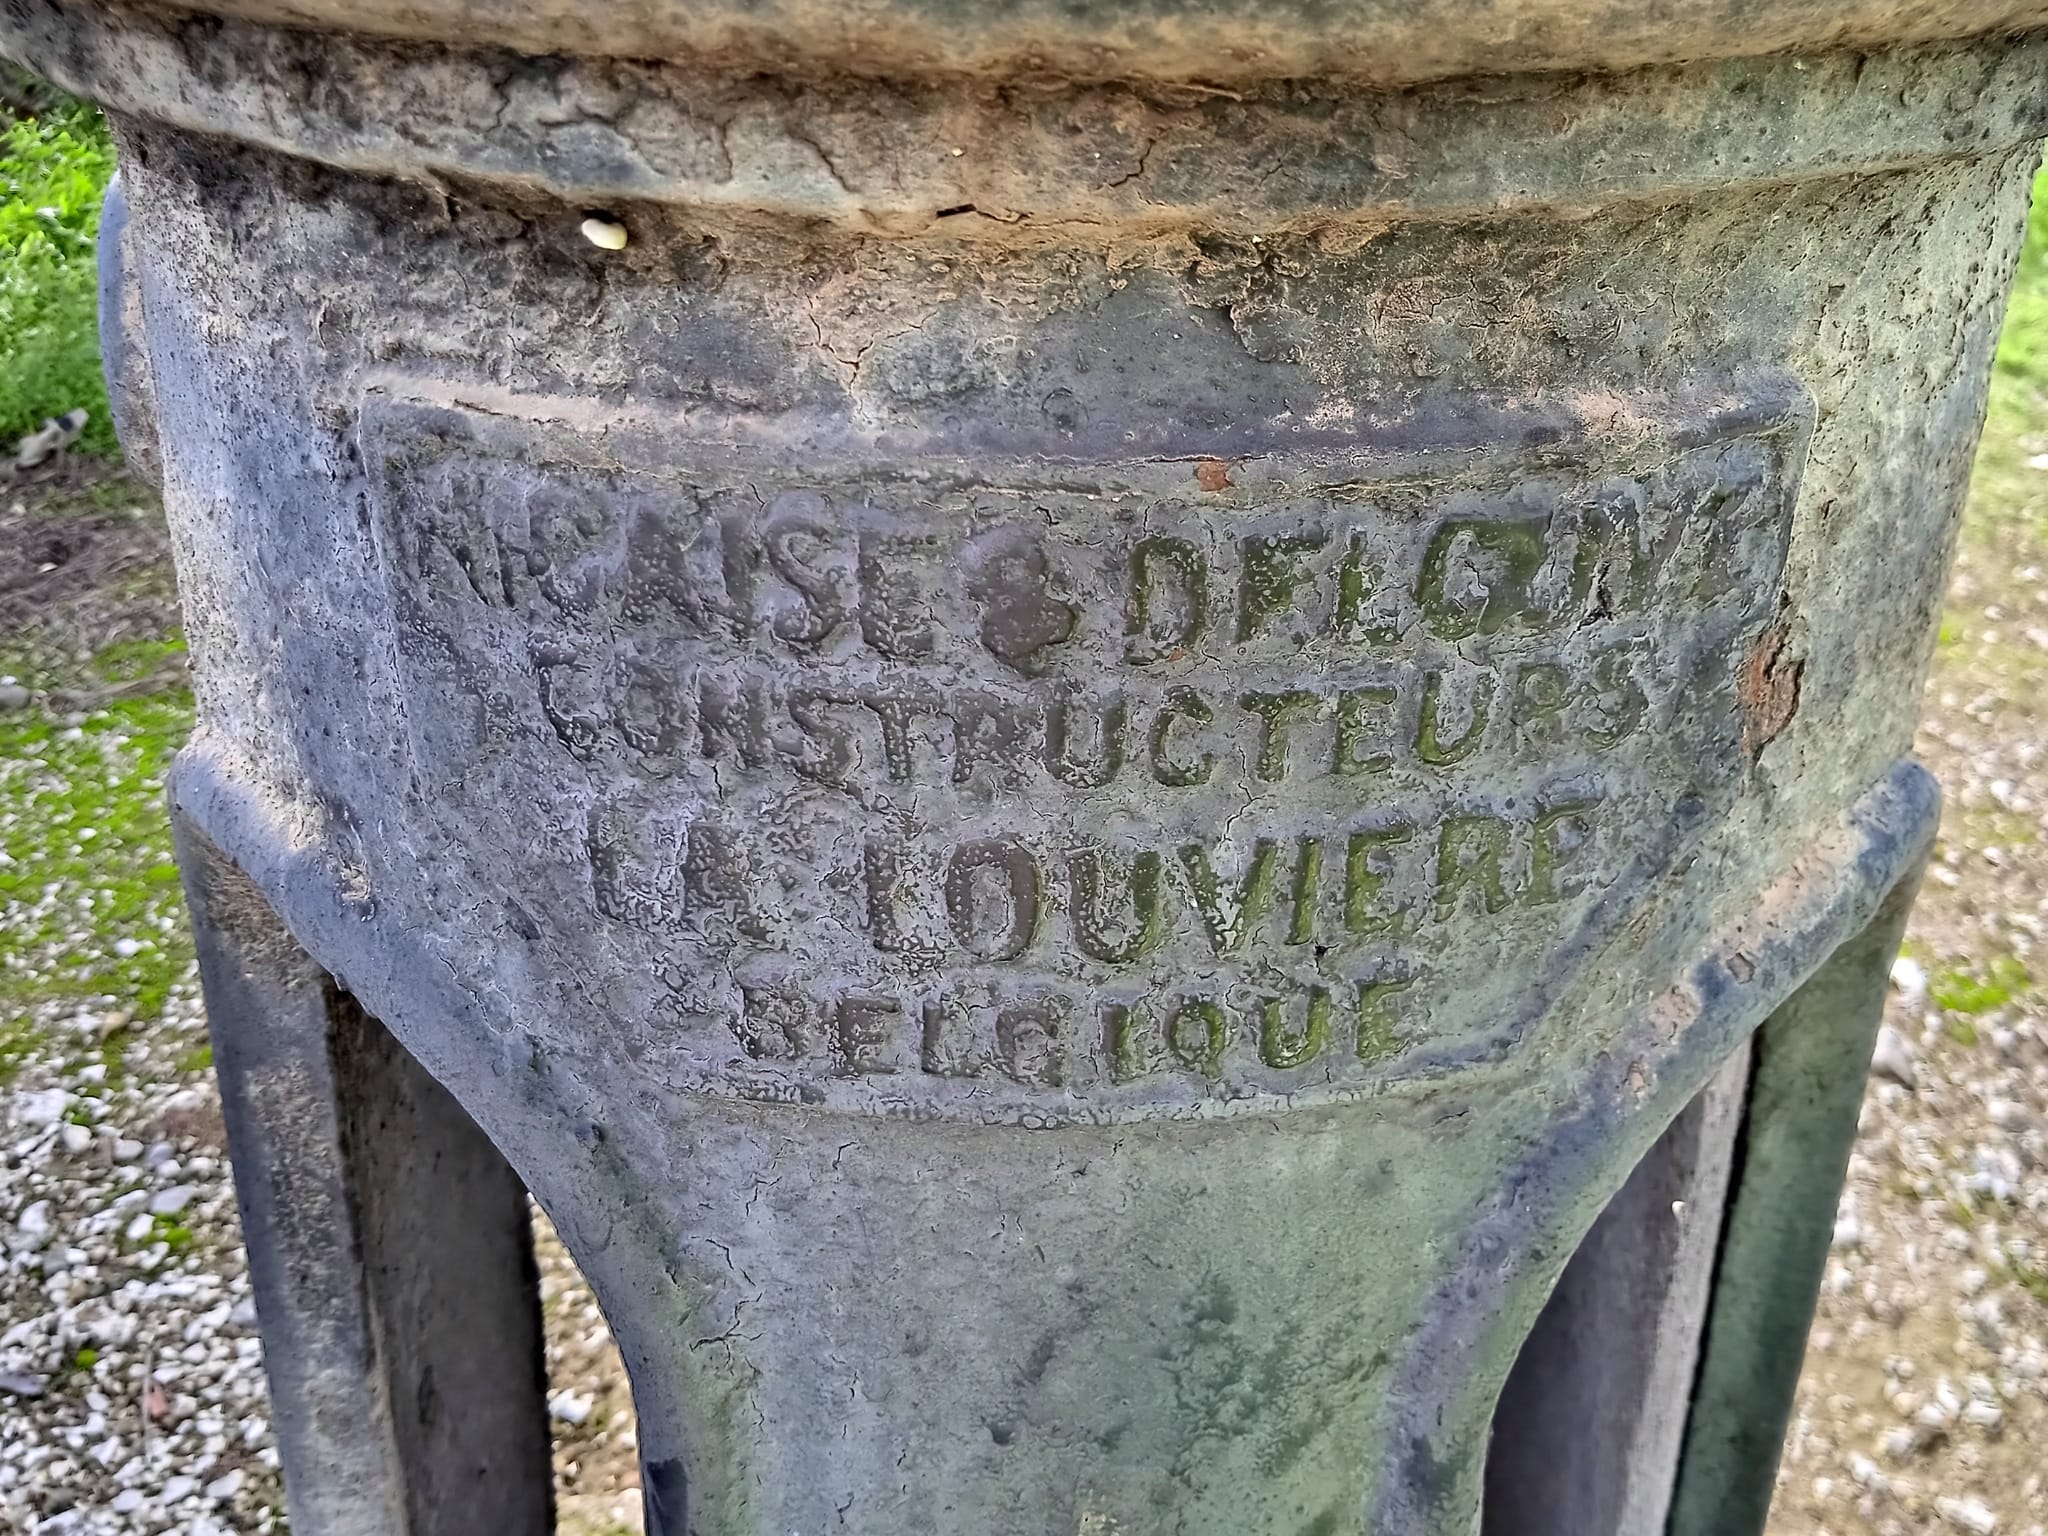 NICAISE & DELCUVE
CONSTRUCTEURS
LA LOUVIERE
BELGIQUE